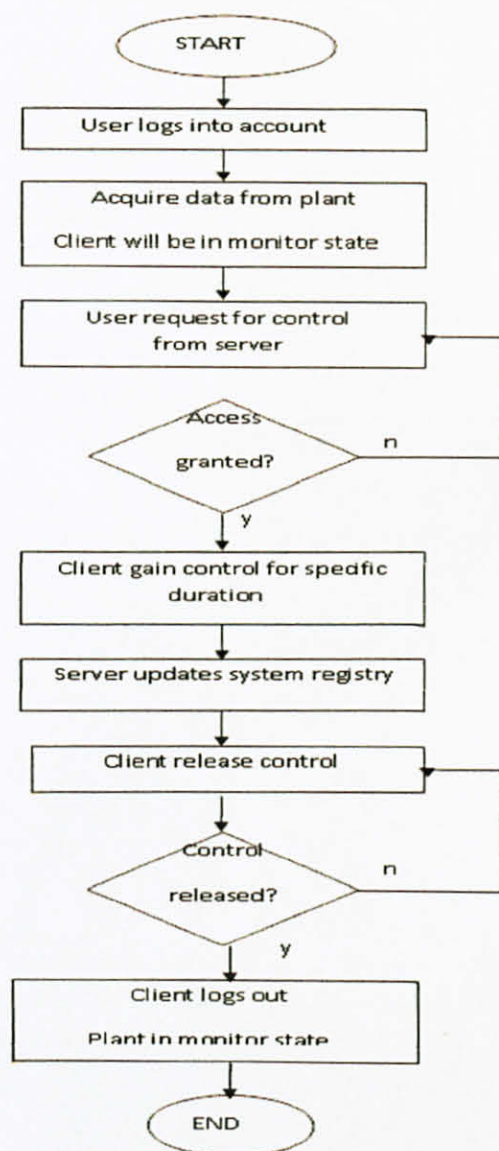 START
User logs into account
Acquire data from plant
Client will be in monitor state
User request for control
from server
Access
granted?
n
y
Client gain control for specific
duration
Server updates system registry
Client release control
Control
released?
n
y
Client logs out
Plant in monitor state
END